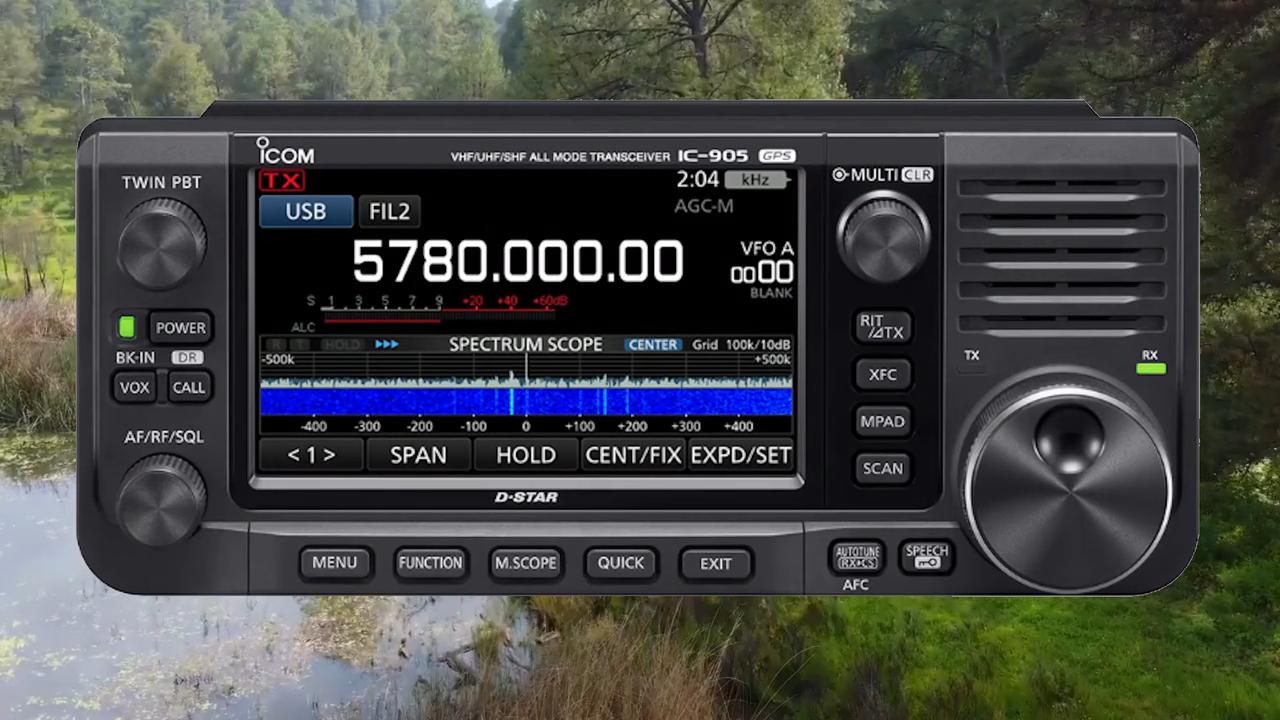 ICOM
VHF/UHF/SHF ALL MODE TRANSCEIVER IC-905 GPS
TWIN PBT
TX
2:04 kHz
MULTI CLR
USB FIL2
AGC-M
5780.000.00
VFO A
0000
BLANK
S 1 3 5 7 9 +20 +40 +60dB
ALC
POWER
BK-IN DR
VOX CALL
AF/RF/SQL
R T HOLD SPECTRUM SCOPE CENTER Grid 100k/10dB
-500k +500k
-400 -300 -200 -100 0 +100 +200 +300 +400
< 1 > SPAN HOLD CENT/FIX EXPD/SET
D-STAR
RIT
/ΔTX
XFC
MPAD
SCAN
TX RX
MENU FUNCTION M.SCOPE QUICK EXIT
AUTOTUNE
RX►CS
AFC
SPEECH